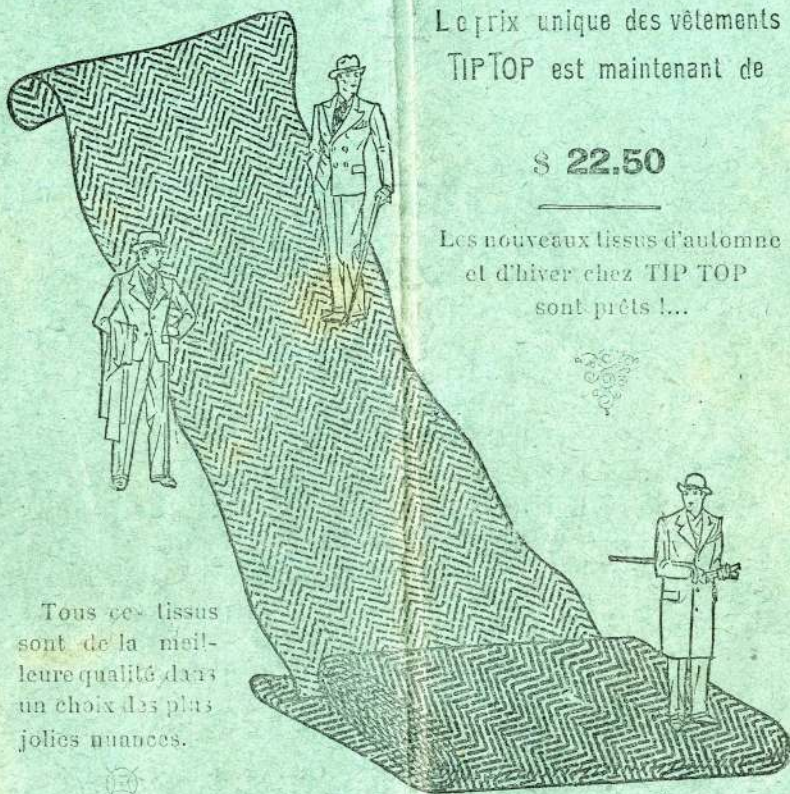 Le prix unique des vêtements
TIP TOP est maintenant de
$ 22.50
Les nouveaux tissus d'automne
et d'hiver chez TIP TOP
sont prêts !...
Tous ces tissus
sont de la meil-
leure qualité dans
un choix des plus
jolies nuances.